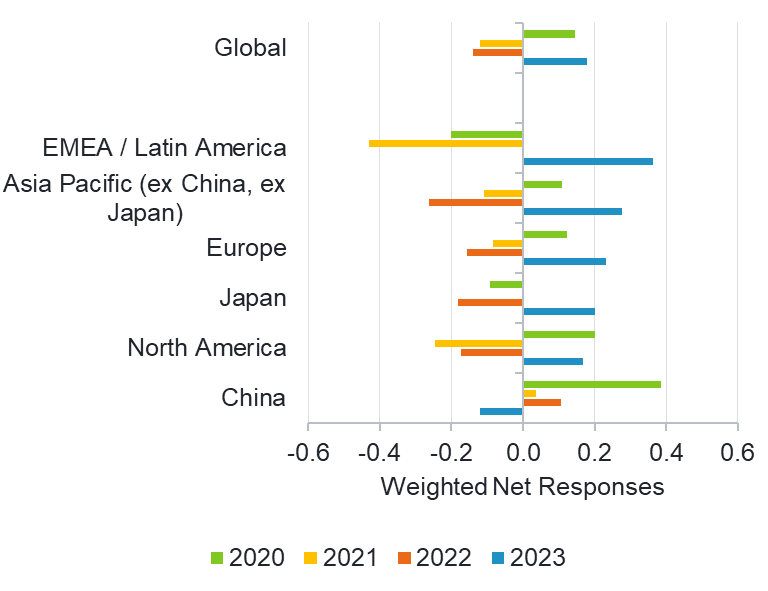 Global
EMEA / Latin America
Asia Pacific (ex China, ex
Japan)
Europe
Japan
North America
China
-0.6 -0.4 -0.2 0.0 0.2 0.4 0.6
Weighted Net Responses
2020 2021 2022 2023